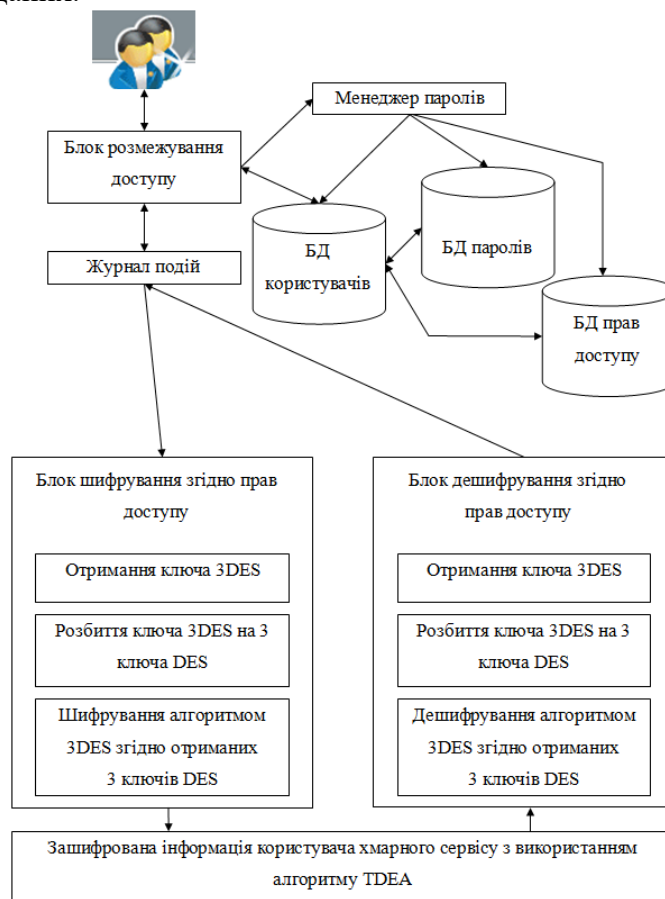 Менеджер паролів
Блок розмежування
доступу
БД
користувачів
БД паролів
Журнал подій
БД прав
доступу
Блок шифрування згідно прав
доступу
Отримання ключа 3DES
Розбиття ключа 3DES на 3
ключа DES
Шифрування алгоритмом
3DES згідно отриманих
3 ключів DES
Блок дешифрування згідно
прав доступу
Отримання ключа 3DES
Розбиття ключа 3DES на 3
ключа DES
Дешифрування алгоритмом
3DES згідно отриманих
3 ключів DES
Зашифрована інформація користувача хмарного сервісу з використанням
алгоритму TDEA